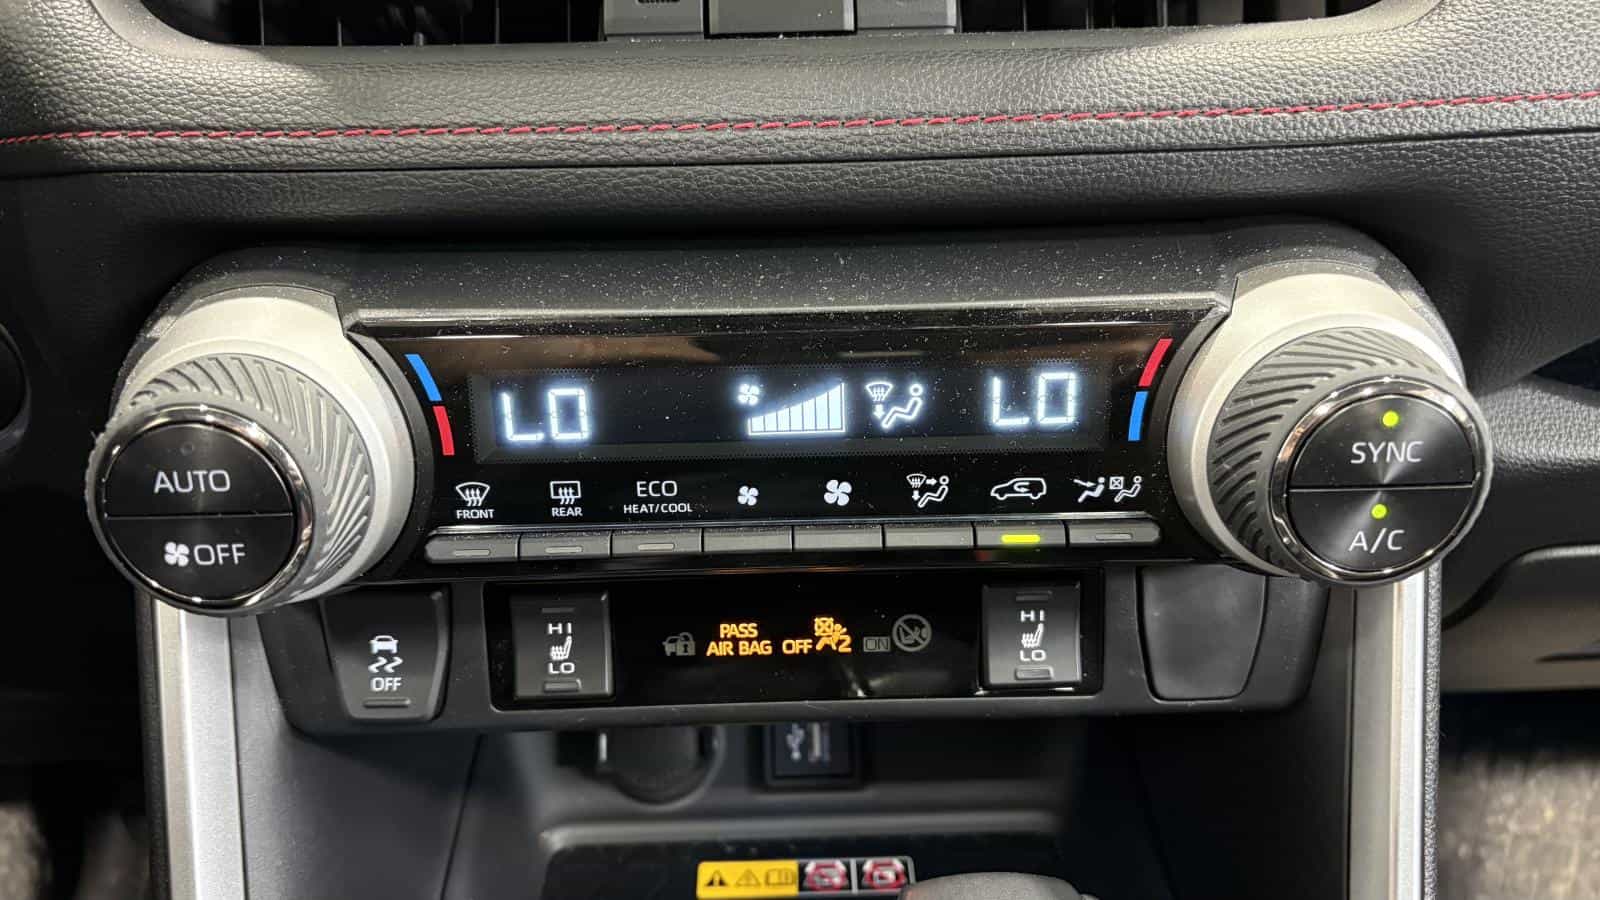 LO LO
AUTO
OFF
FRONT
REAR
ECO
HEAT/COOL
SYNC
A/C
OFF
HI
LO
PASS
AIR BAG OFF 2
ON
HI
LO